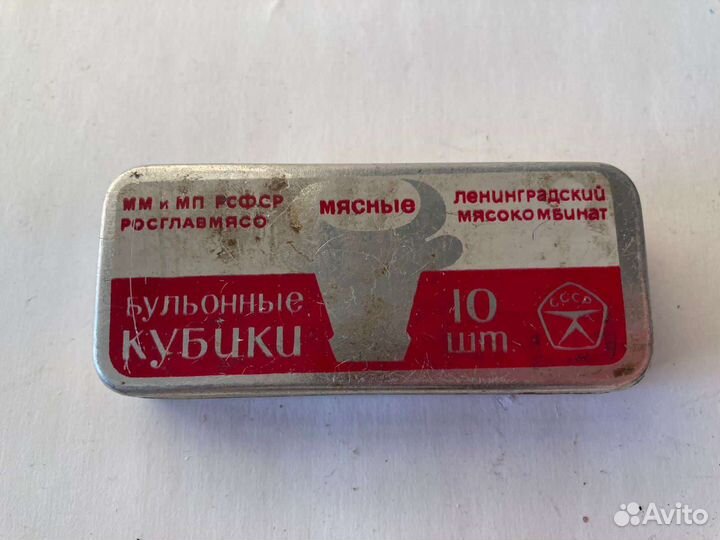 ММ и МП РСФСР
РОСГЛАВМЯСО
МЯСНЫЕ
ЛЕНИНГРАДСКИЙ
МЯСОКОМБИНАТ
БУЛЬОННЫЕ
КУБИКИ
10
шт.
СССР
Avito